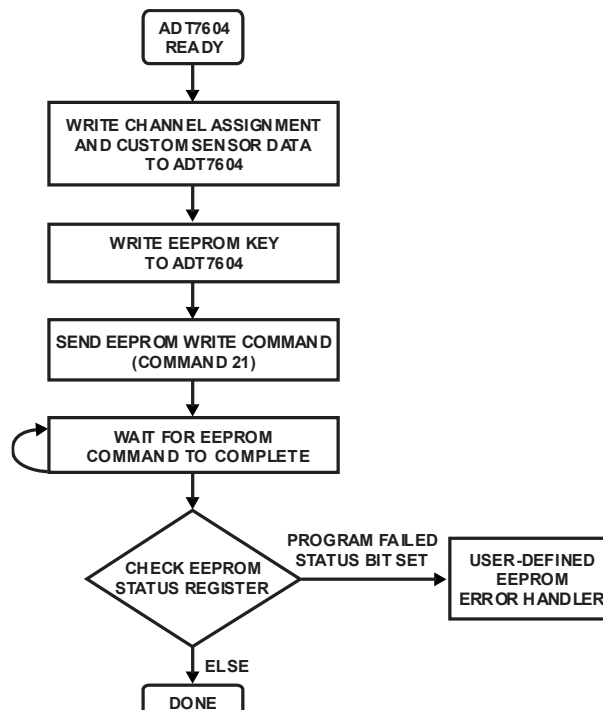 ADT7604
READY
WRITE CHANNEL ASSIGNMENT
AND CUSTOM SENSOR DATA
TO ADT7604
WRITE EEPROM KEY
TO ADT7604
SEND EEPROM WRITE COMMAND
(COMMAND 21)
WAIT FOR EEPROM
COMMAND TO COMPLETE
CHECK EEPROM
STATUS REGISTER
PROGRAM FAILED
STATUS BIT SET
USER-DEFINED
EEPROM
ERROR HANDLER
ELSE
DONE